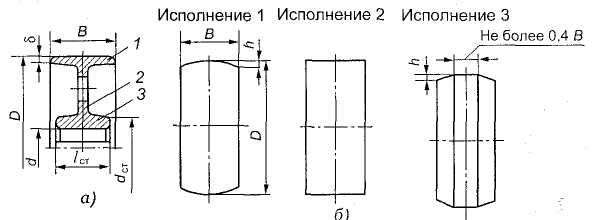 Исполнение 1
Исполнение 2
Исполнение 3
Не более 0,4 B
δ
B
1
2
3
D
d
lст
dст
а)
B
h
D
б)
h